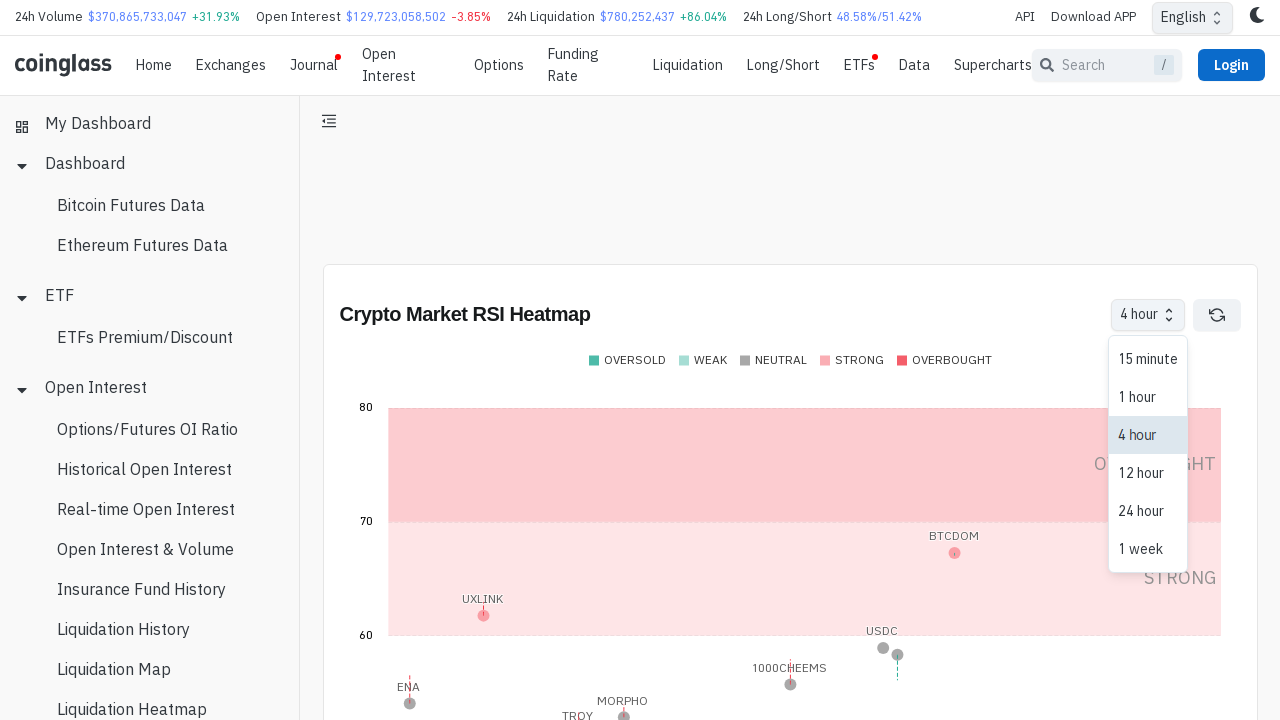 24h Volume $370,865,733,047 +31.93% Open Interest $129,723,058,502 -3.85% 24h Liquidation $780,252,437 +86.04% 24h Long/Short 48.58%/51.42% API Download APP English
coinglass Home Exchanges Journal Open Interest Options Funding Rate Liquidation Long/Short ETFs Data Supercharts Search / Login
My Dashboard
Dashboard
Bitcoin Futures Data
Ethereum Futures Data
ETF
ETFs Premium/Discount
Open Interest
Options/Futures OI Ratio
Historical Open Interest
Real-time Open Interest
Open Interest & Volume
Insurance Fund History
Liquidation History
Liquidation Map
Liquidation Heatmap
Crypto Market RSI Heatmap
4 hour
15 minute
1 hour
4 hour
12 hour
24 hour
1 week
OVERSOLD WEAK NEUTRAL STRONG OVERBOUGHT
80
70
BTCDOM
STRONG
UXLINK
60
USDC
1000CHEEMS
ENA
MORPHO
TROY